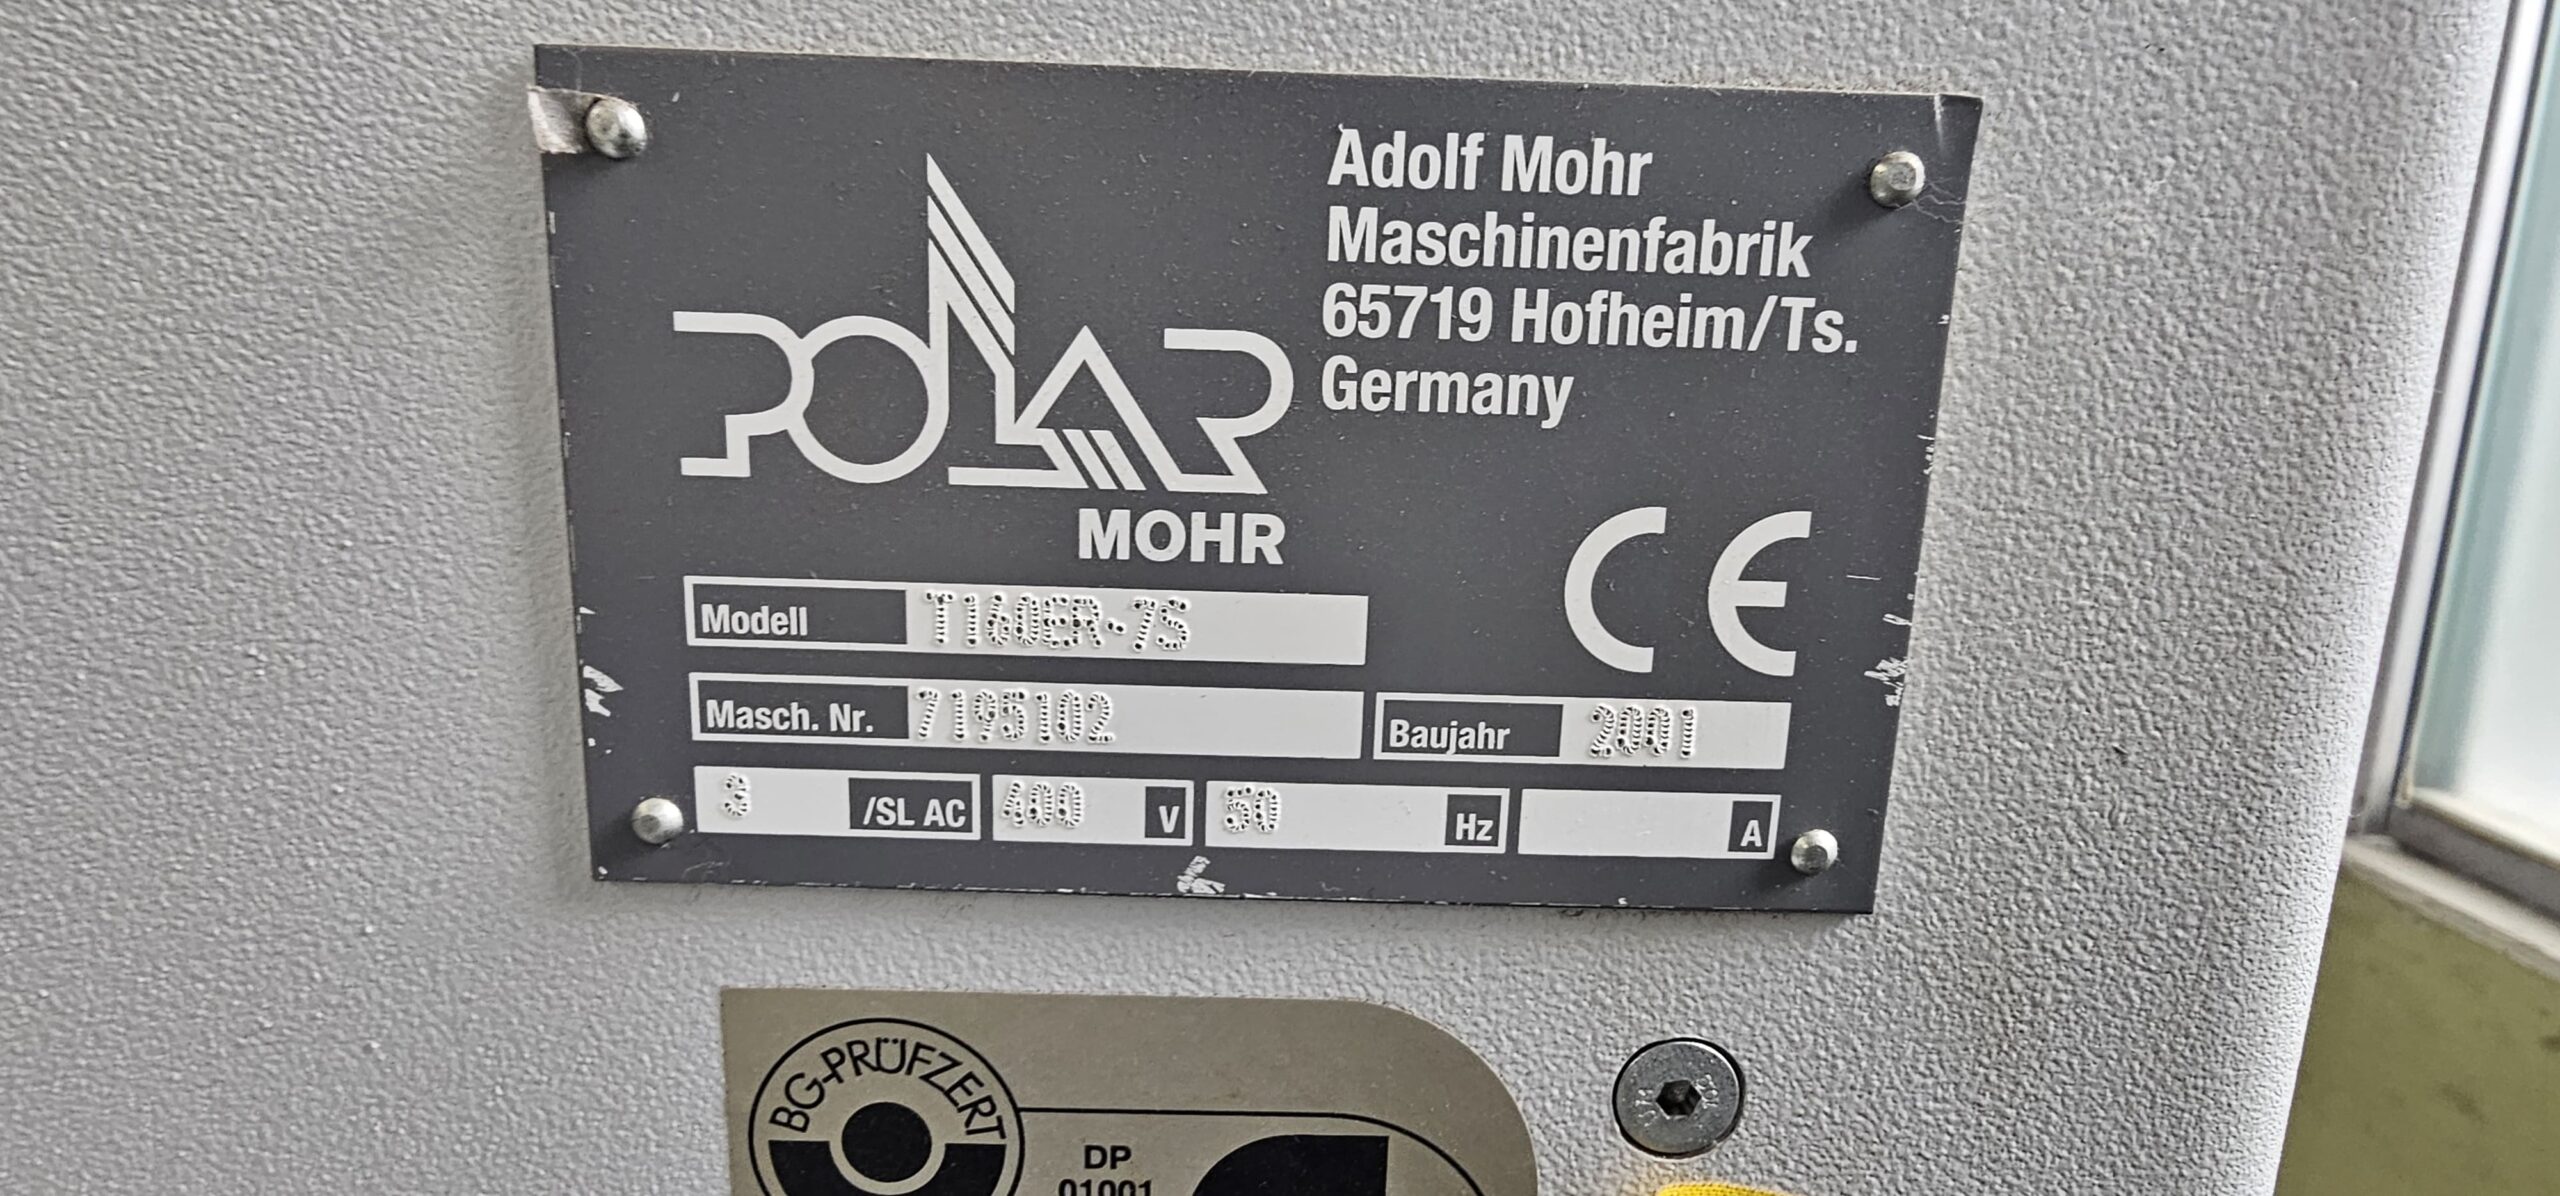 POLAR
MOHR
Adolf Mohr
Maschinenfabrik
65719 Hofheim/Ts.
Germany
CE
Modell T160ER-7S
Masch. Nr. 7195102
Baujahr 2001
3 /SL AC 400 V 50 Hz A
BG-PRÜFZERT
DP
01001